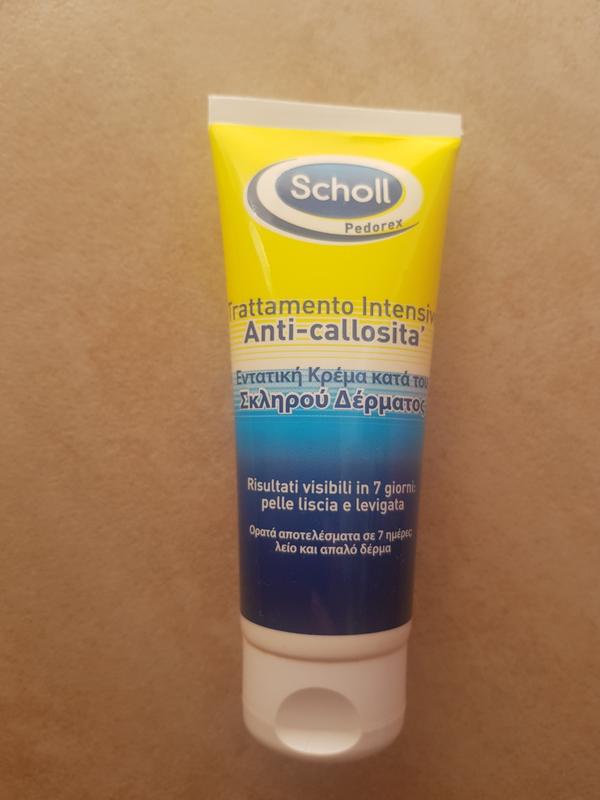 Scholl
Pedorex
Trattamento Intensiv
Anti-callosita'
Εντατική Κρέμα κατά του
Σκληρού Δέρματος
Risultati visibili in 7 giorni:
pelle liscia e levigata
Ορατά αποτελέσματα σε 7 ημέρες:
λείο και απαλό δέρμα